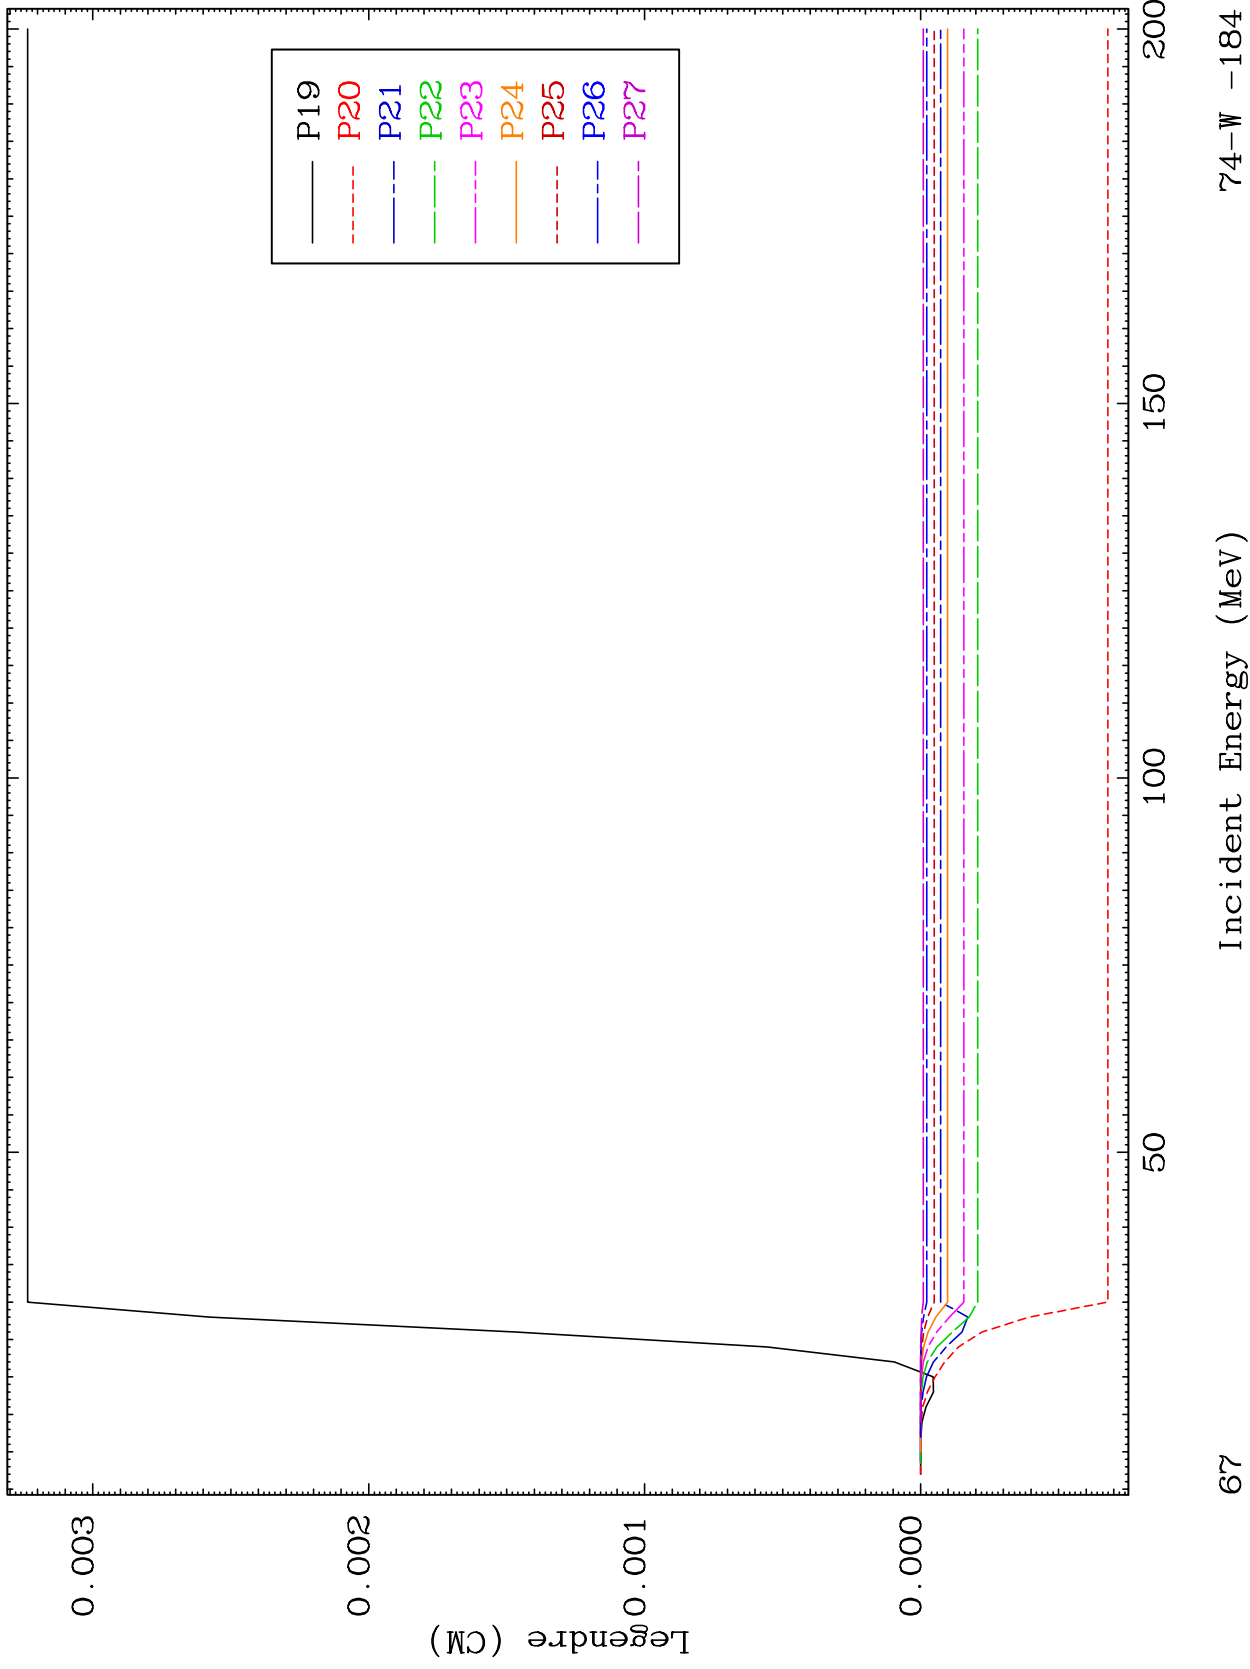 P19
P20
P21
P22
P23
P24
P25
P26
P27
0.003
0.002
0.001
0.000
Legendre (CM)
50
100
150
200
Incident Energy (MeV)
67
74-W -184